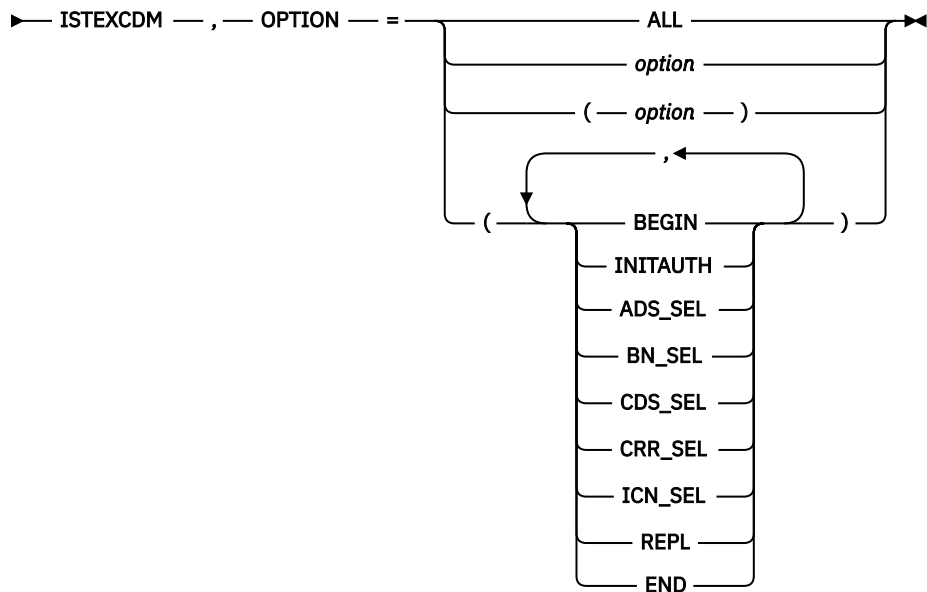 ISTEXCDM , OPTION = ALL
option
( option )
,
( BEGIN )
INITAUTH
ADS_SEL
BN_SEL
CDS_SEL
CRR_SEL
ICN_SEL
REPL
END